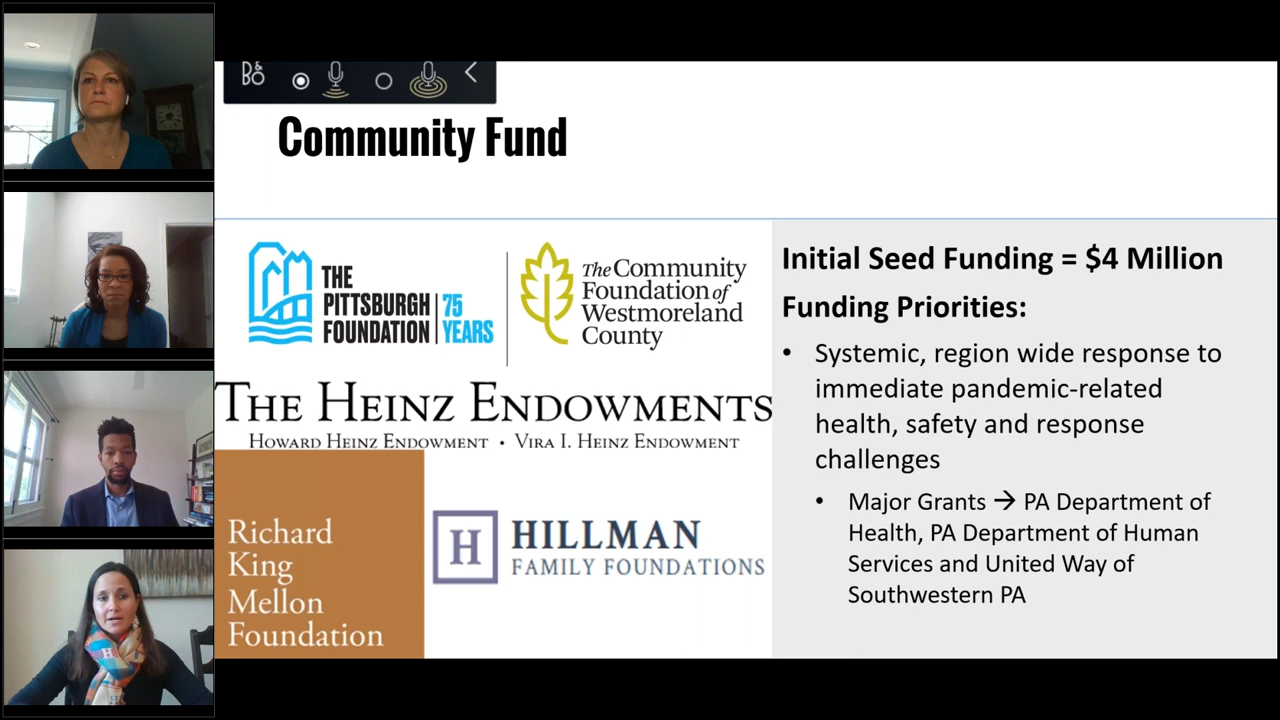 B&O
Community Fund
THE
PITTSBURGH
FOUNDATION
75
YEARS
The Community
Foundation of
Westmoreland
County
THE HEINZ ENDOWMENTS
HOWARD HEINZ ENDOWMENT • VIRA I. HEINZ ENDOWMENT
Richard
King
Mellon
Foundation
H
HILLMAN
FAMILY FOUNDATIONS
Initial Seed Funding = $4 Million
Funding Priorities:
• Systemic, region wide response to
immediate pandemic-related
health, safety and response
challenges
• Major Grants → PA Department of
Health, PA Department of Human
Services and United Way of
Southwestern PA